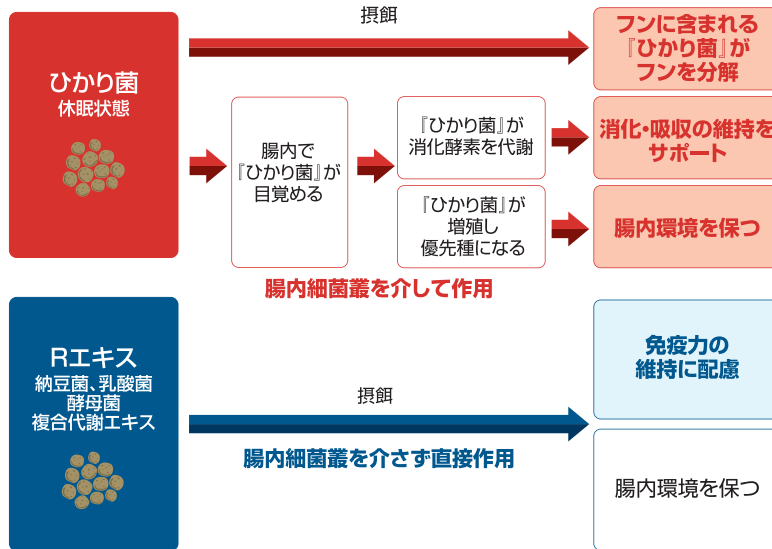 摂餌
ひかり菌
休眠状態
フンに含まれる
『ひかり菌』が
フンを分解
腸内で
『ひかり菌』が
目覚める
『ひかり菌』が
消化酵素を代謝
消化・吸収の維持を
サポート
『ひかり菌』が
増殖し
優先種になる
腸内環境を保つ
腸内細菌叢を介して作用
Rエキス
納豆菌、乳酸菌
酵母菌
複合代謝エキス
摂餌
腸内細菌叢を介さず直接作用
免疫力の
維持に配慮
腸内環境を保つ